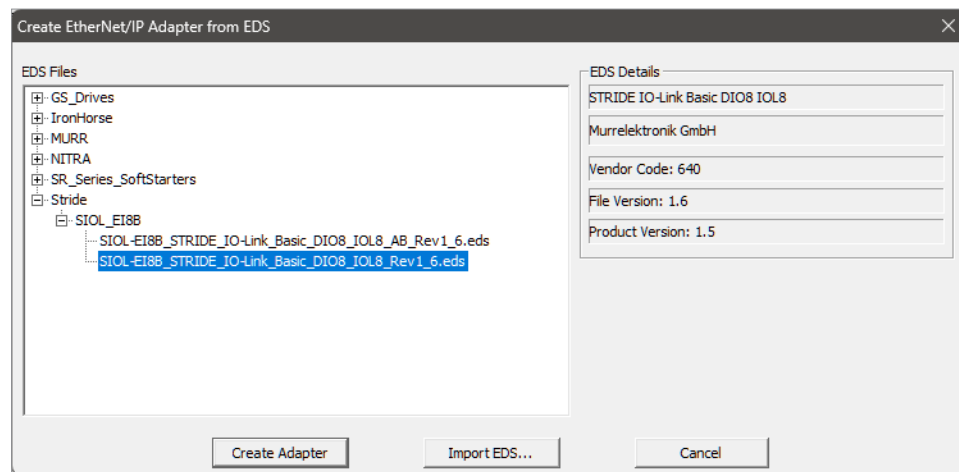 Create EtherNet/IP Adapter from EDS
EDS Files
GS_Drives
IronHorse
MURR
NITRA
SR_Series_SoftStarters
Stride
SIOL_EI8B
SIOL-EI8B_STRIDE_IO-Link_Basic_DIO8_IOL8_AB_Rev1_6.eds
SIOL-EI8B_STRIDE_IO-Link_Basic_DIO8_IOL8_Rev1_6.eds
EDS Details
STRIDE IO-Link Basic DIO8 IOL8
Murrelektronik GmbH
Vendor Code: 640
File Version: 1.6
Product Version: 1.5
Create Adapter
Import EDS...
Cancel